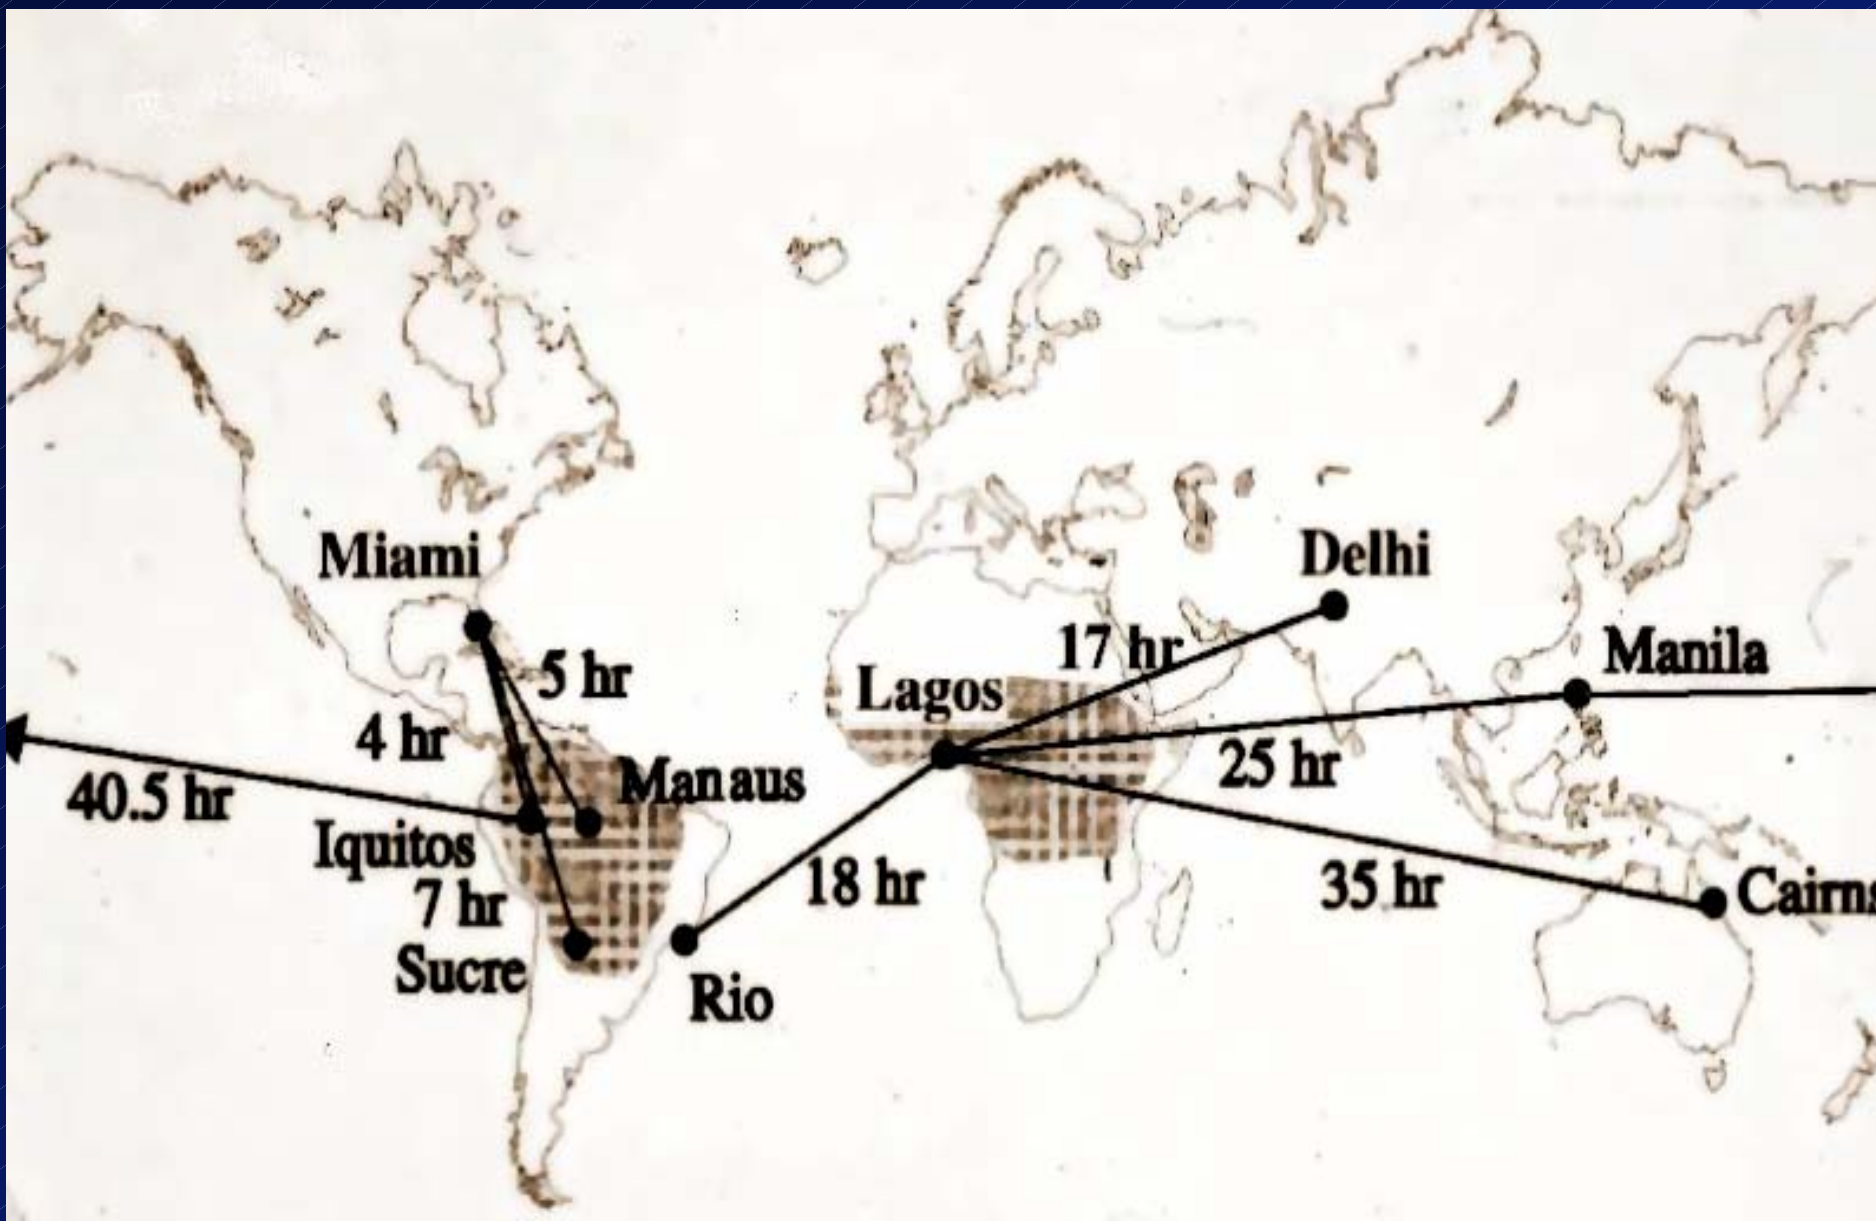 Miami
Delhi
5 hr
17 hr
Manila
Lagos
4 hr
25 hr
Manaus
40.5 hr
Iquitos
18 hr
35 hr
Cairns
7 hr
Sucre
Rio